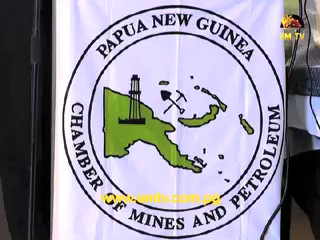 EM TV
PAPUA NEW GUINEA
CHAMBER OF MINES AND PETROLEUM
www.emtv.com.pg